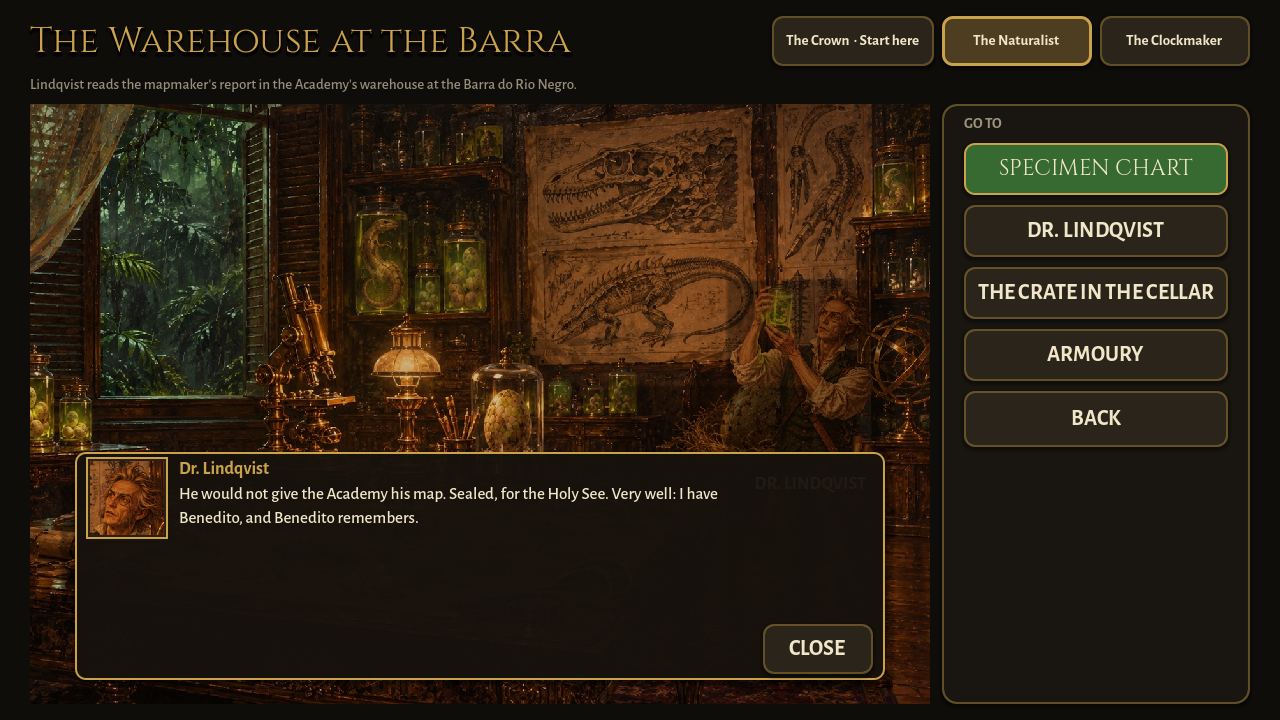 The Warehouse at the Barra
The Crown · Start here
The Naturalist
The Clockmaker
Lindqvist reads the mapmaker's report in the Academy's warehouse at the Barra do Rio Negro.
GO TO
SPECIMEN CHART
DR. LINDQVIST
THE CRATE IN THE CELLAR
ARMOURY
BACK
Dr. Lindqvist
DR. LINDQVIST
He would not give the Academy his map. Sealed, for the Holy See. Very well: I have
Benedito, and Benedito remembers.
CLOSE